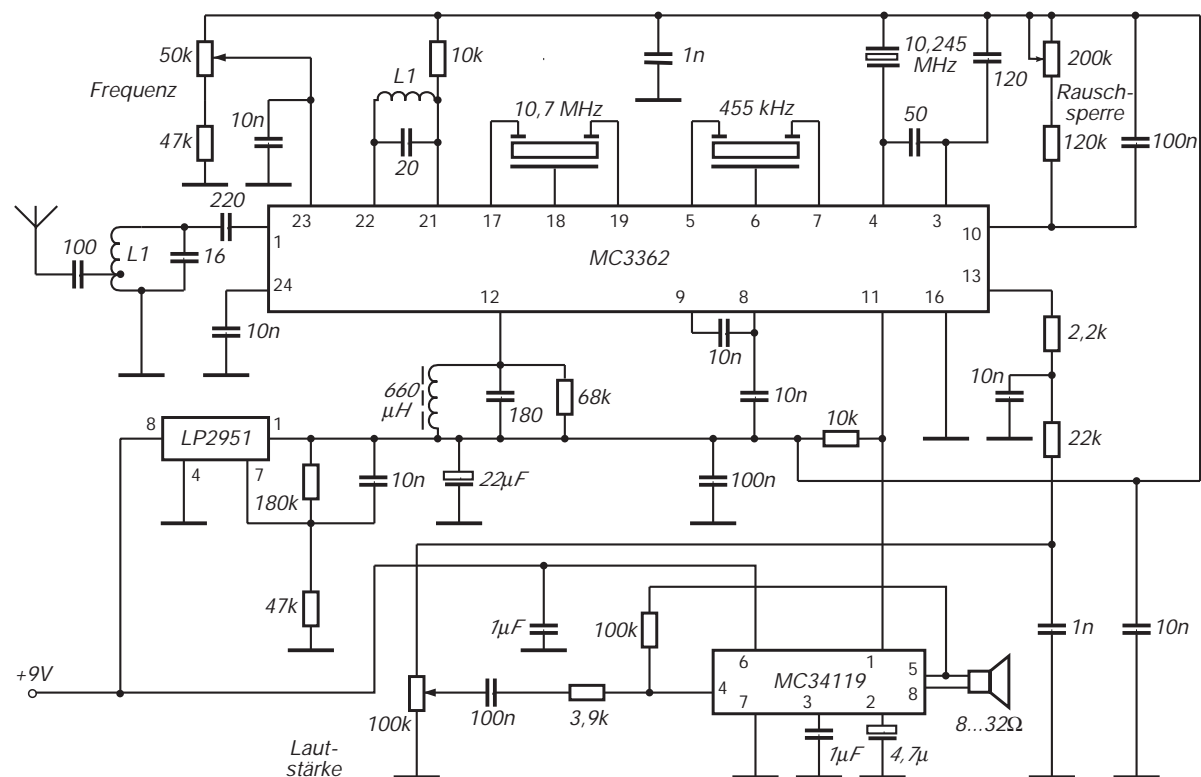 50k
Frequenz
47k
10n
10k
L1
20
10,7 MHz
1n
455 kHz
10,245
MHz
120
50
200k
Rausch-
sperre
120k
100n
220
100
L1
16
1
23
22
21
17
18
19
5
6
7
4
3
10
MC3362
13
24
12
9
8
11
16
10n
10n
2,2k
10n
660
µH
180
68k
10n
10k
22k
8
LP2951
1
4
7
180k
10n
22µF
100n
47k
1µF
100k
1n
10n
+9V
6
1
5
4
MC34119
8
7
3
2
100k
100n
3,9k
8...32Ω
1µF
4,7µ
Laut-
stärke